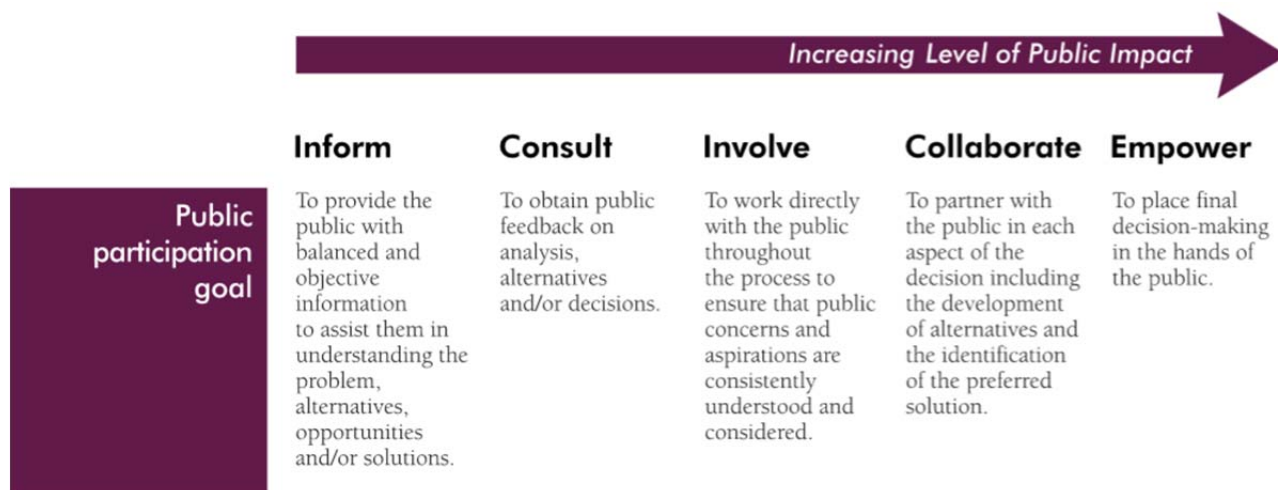 Increasing Level of Public Impact
Inform
Consult
Involve
Collaborate
Empower
Public
participation
goal
To provide the
public with
balanced and
objective
information
to assist them in
understanding the
problem,
alternatives,
opportunities
and/or solutions.
To obtain public
feedback on
analysis,
alternatives
and/or decisions.
To work directly
with the public
throughout
the process to
ensure that public
concerns and
aspirations are
consistently
understood and
considered.
To partner with
the public in each
aspect of the
decision including
the development
of alternatives and
the identification
of the preferred
solution.
To place final
decision-making
in the hands of
the public.